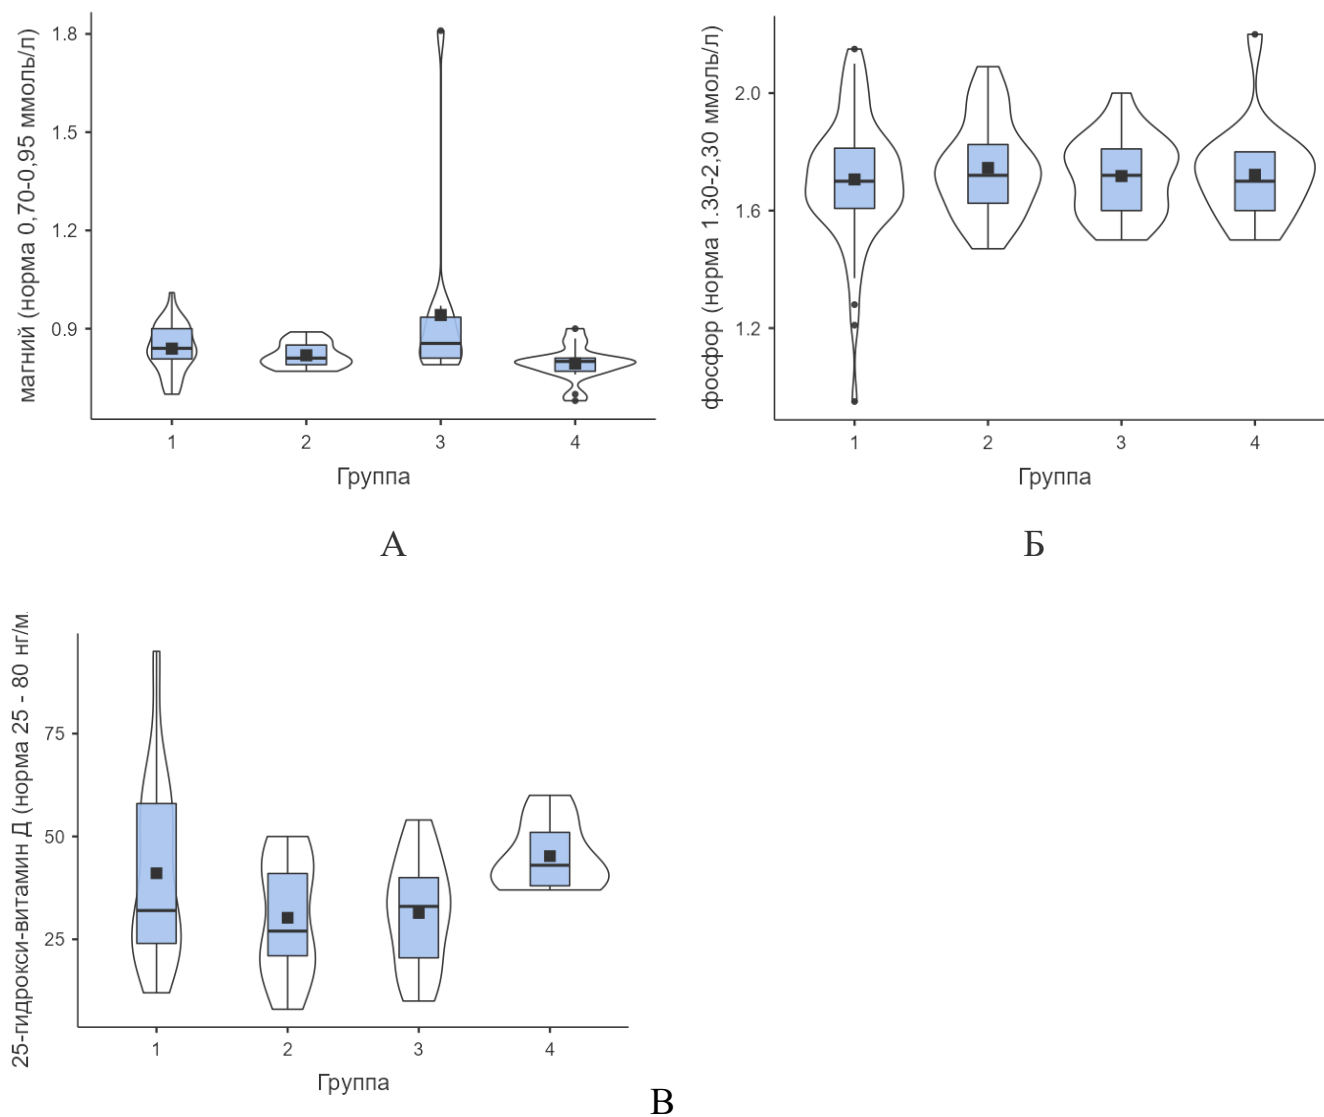 магний (норма 0,70-0,95 ммоль/л)
1.8
1.5
1.2
0.9
1 2 3 4
Группа
А
фосфор (норма 1.30-2,30 ммоль/л)
2.0
1.6
1.2
1 2 3 4
Группа
Б
25-гидрокси-витамин Д (норма 25 - 80 нг/м
75
50
25
1 2 3 4
Группа
В